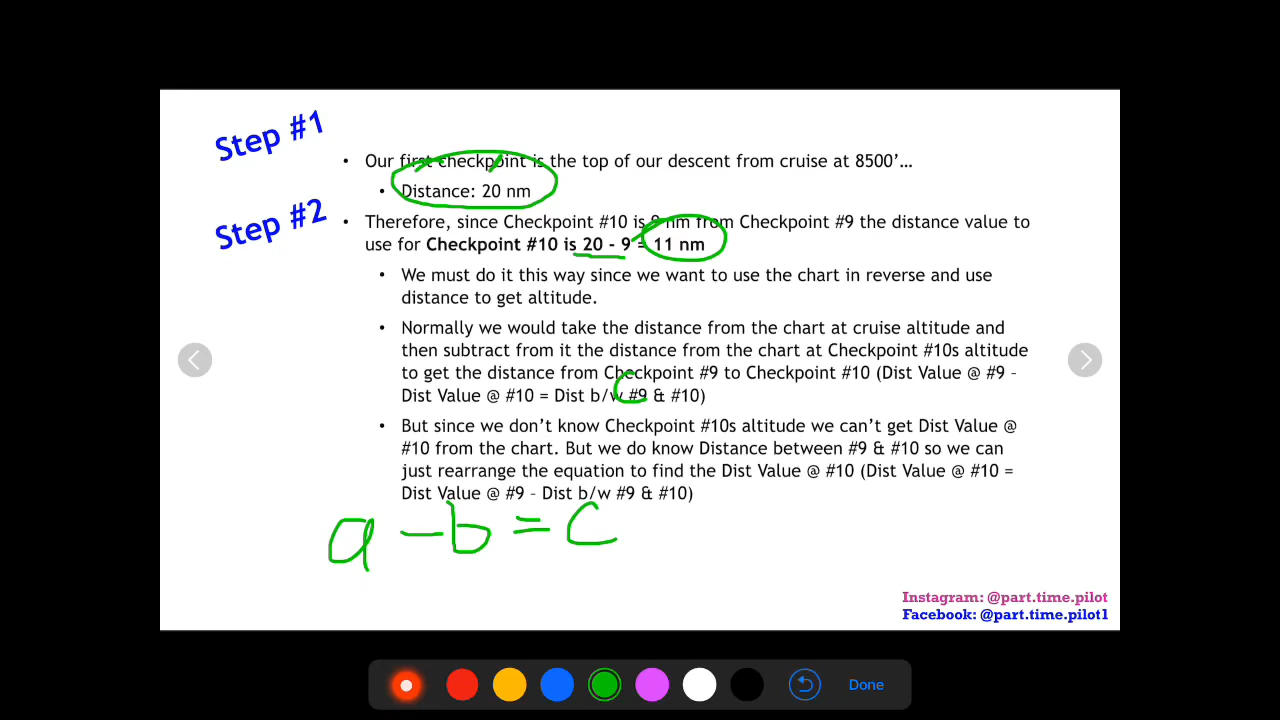 Step #1
Our first checkpoint is the top of our descent from cruise at 8500’…
Distance: 20 nm
Step #2
Therefore, since Checkpoint #10 is 9 nm from Checkpoint #9 the distance value to
use for Checkpoint #10 is 20 - 9 = 11 nm
We must do it this way since we want to use the chart in reverse and use
distance to get altitude.
Normally we would take the distance from the chart at cruise altitude and
then subtract from it the distance from the chart at Checkpoint #10s altitude
to get the distance from Checkpoint #9 to Checkpoint #10 (Dist Value @ #9 –
Dist Value @ #10 = Dist b/w #9 & #10)
But since we don’t know Checkpoint #10s altitude we can’t get Dist Value @
#10 from the chart. But we do know Distance between #9 & #10 so we can
just rearrange the equation to find the Dist Value @ #10 (Dist Value @ #10 =
Dist Value @ #9 – Dist b/w #9 & #10)
a - b = c
Instagram: @part.time.pilot
Facebook: @part.time.pilot1
Done